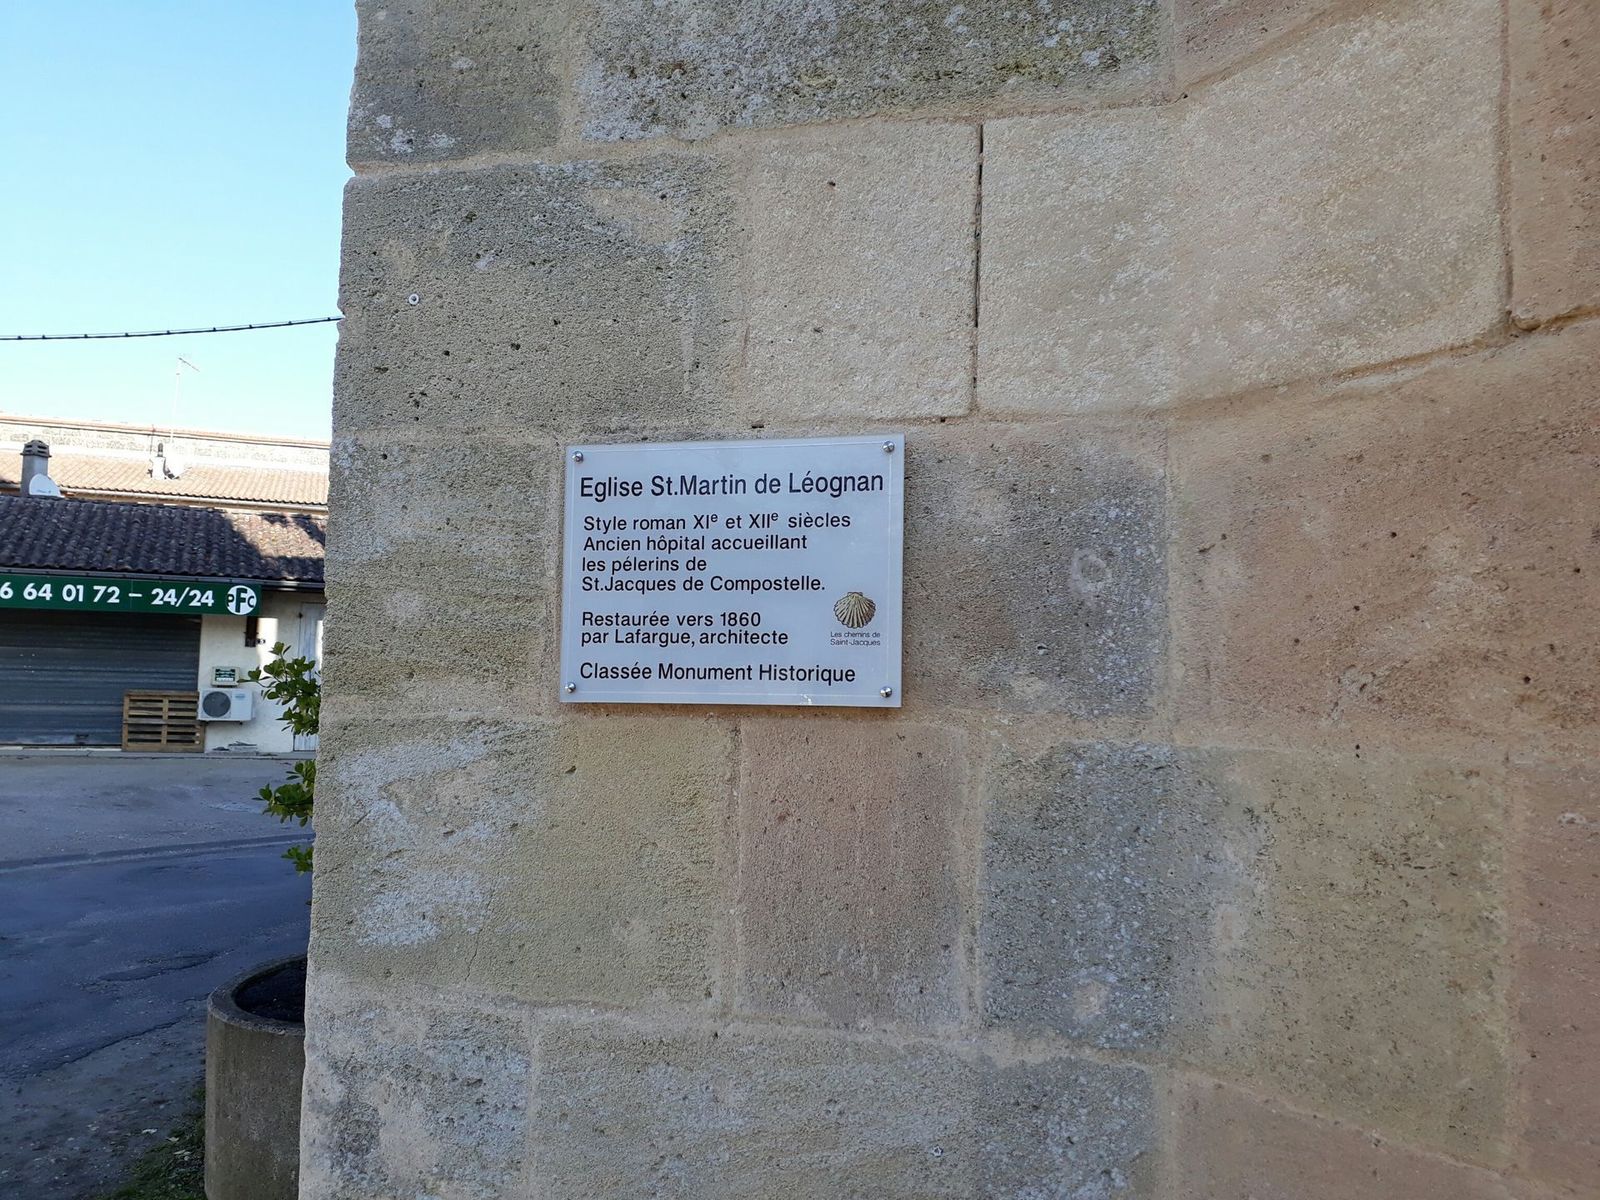 Eglise St.Martin de Léognan
Style roman XIe et XIIe siècles
Ancien hôpital accueillant
les pélerins de
St.Jacques de Compostelle.
Restaurée vers 1860
par Lafargue, architecte
Classée Monument Historique
Les chemins de
Saint-Jacques
6 64 01 72 – 24/24 PFC